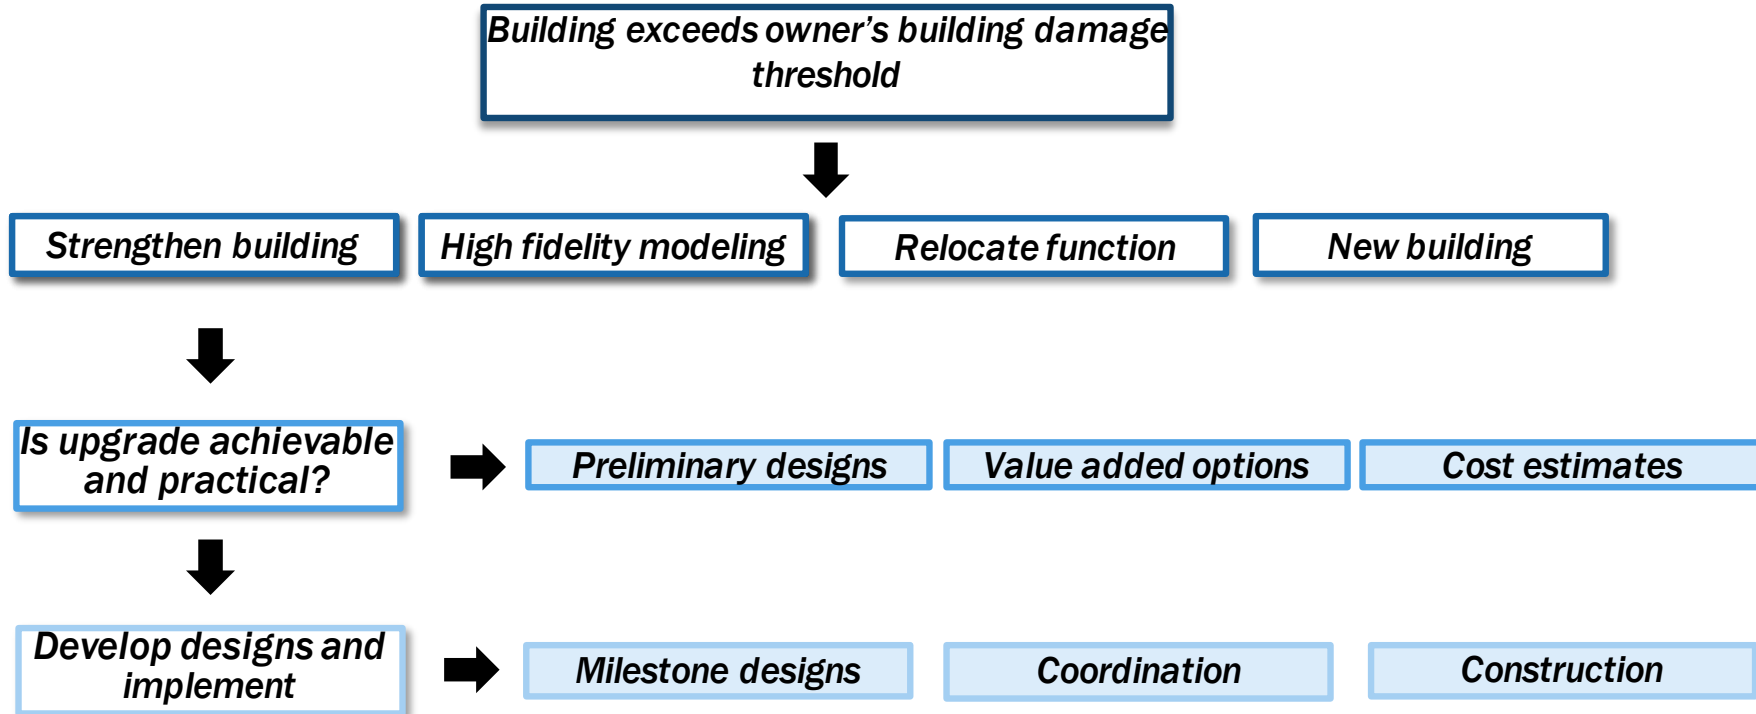 Building exceeds owner’s building damage
threshold
Strengthen building
High fidelity modeling
Relocate function
New building
Is upgrade achievable
and practical?
Preliminary designs
Value added options
Cost estimates
Develop designs and
implement
Milestone designs
Coordination
Construction